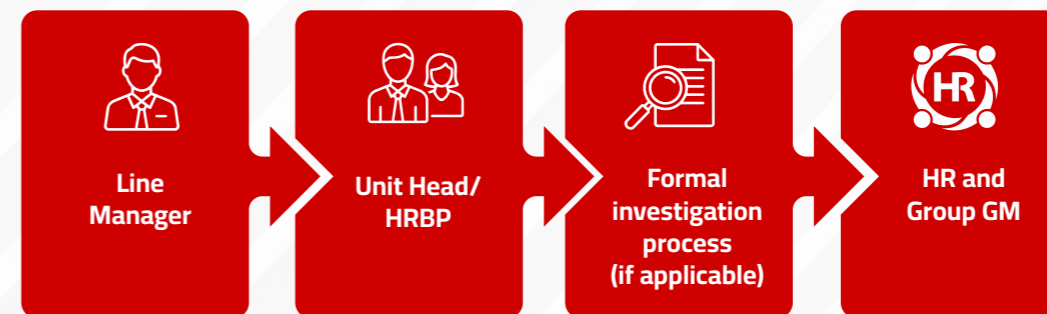 Line
Manager
Unit Head/
HRBP
Formal
investigation
process
(if applicable)
HR
HR and
Group GM